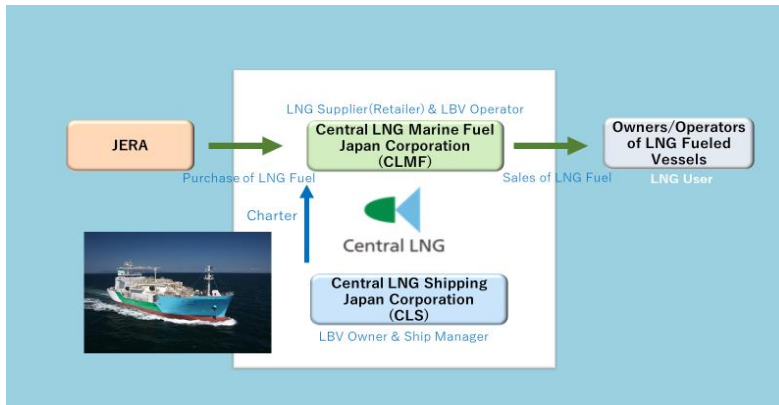 LNG Supplier(Retailer) & LBV Operator
JERA
Central LNG Marine Fuel
Japan Corporation
(CLMF)
Owners/Operators
of LNG Fueled
Vessels
Purchase of LNG Fuel
Sales of LNG Fuel
LNG User
Charter
Central LNG
Central LNG Shipping
Japan Corporation
(CLS)
LBV Owner & Ship Manager